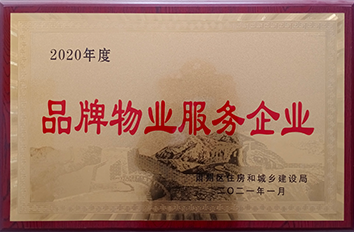 2020年度
品牌物业服务企业
州区住房和城乡建设局
二〇二一年一月